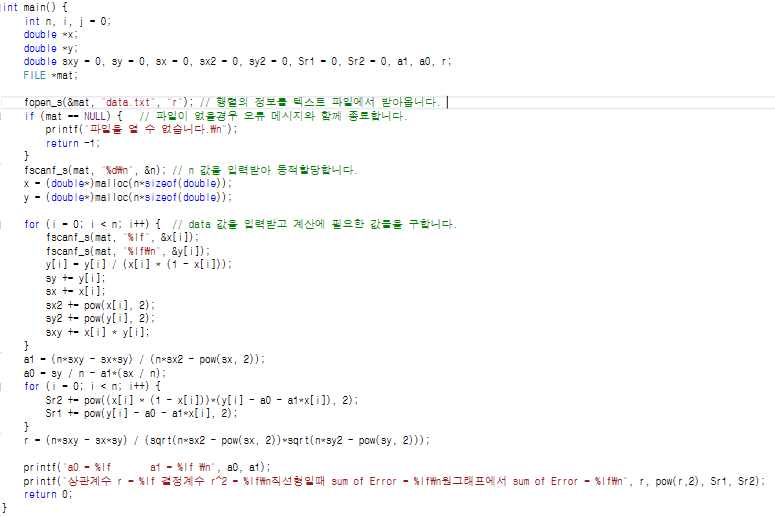 int main() {
int n, i, j = 0;
double *x;
double *y;
double sxy = 0, sy = 0, sx = 0, sx2 = 0, sy2 = 0, Sr1 = 0, Sr2 = 0, a1, a0, r;
FILE *mat;
fopen_s(&mat, "data.txt", "r"); // 행렬의 정보를 텍스트 파일에서 받아옵니다.
if (mat == NULL) { // 파일이 없을경우 오류 메시지와 함께 종료합니다.
printf("파일을 열 수 없습니다.₩n");
return -1;
}
fscanf_s(mat, "%d₩n", &n); // n 값을 입력받아 동적할당합니다.
x = (double*)malloc(n*sizeof(double));
y = (double*)malloc(n*sizeof(double));
for (i = 0; i < n; i++) { // data 값을 입력받고 계산에 필요한 값들을 구합니다.
fscanf_s(mat, "%lf", &x[i]);
fscanf_s(mat, "%lf₩n", &y[i]);
y[i] = y[i] / (x[i] * (1 - x[i]));
sy += y[i];
sx += x[i];
sx2 += pow(x[i], 2);
sy2 += pow(y[i], 2);
sxy += x[i] * y[i];
}
a1 = (n*sxy - sx*sy) / (n*sx2 - pow(sx, 2));
a0 = sy / n - a1*(sx / n);
for (i = 0; i < n; i++) {
Sr2 += pow((x[i] * (1 - x[i]))*(y[i] - a0 - a1*x[i]), 2);
Sr1 += pow(y[i] - a0 - a1*x[i], 2);
}
r = (n*sxy - sx*sy) / (sqrt(n*sx2 - pow(sx, 2))*sqrt(n*sy2 - pow(sy, 2)));
printf("a0 = %lf a1 = %lf ₩n", a0, a1);
printf("상관계수 r = %lf 결정계수 r^2 = %lf₩n직선형일때 sum of Error = %lf₩n원그래프에서 sum of Error = %lf₩n", r, pow(r,2), Sr1, Sr2);
return 0;
}